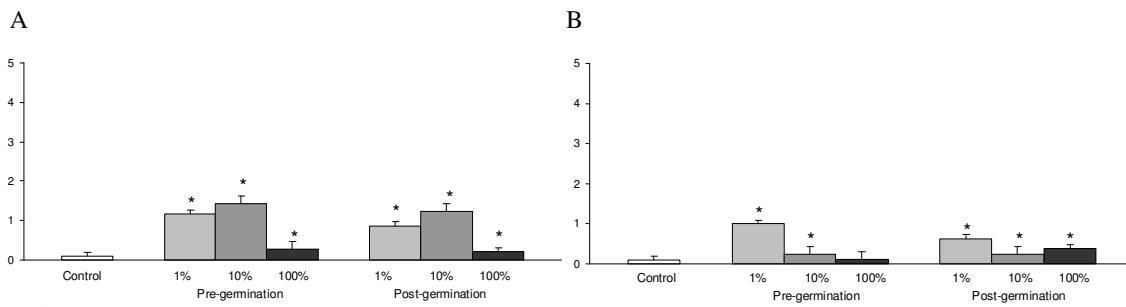 A
5
4
3
2
1
0
* * * * * *
Control 1% 10% 100% 1% 10% 100%
Pre-germination Post-germination
B
5
4
3
2
1
0
* * * * *
Control 1% 10% 100% 1% 10% 100%
Pre-germination Post-germination